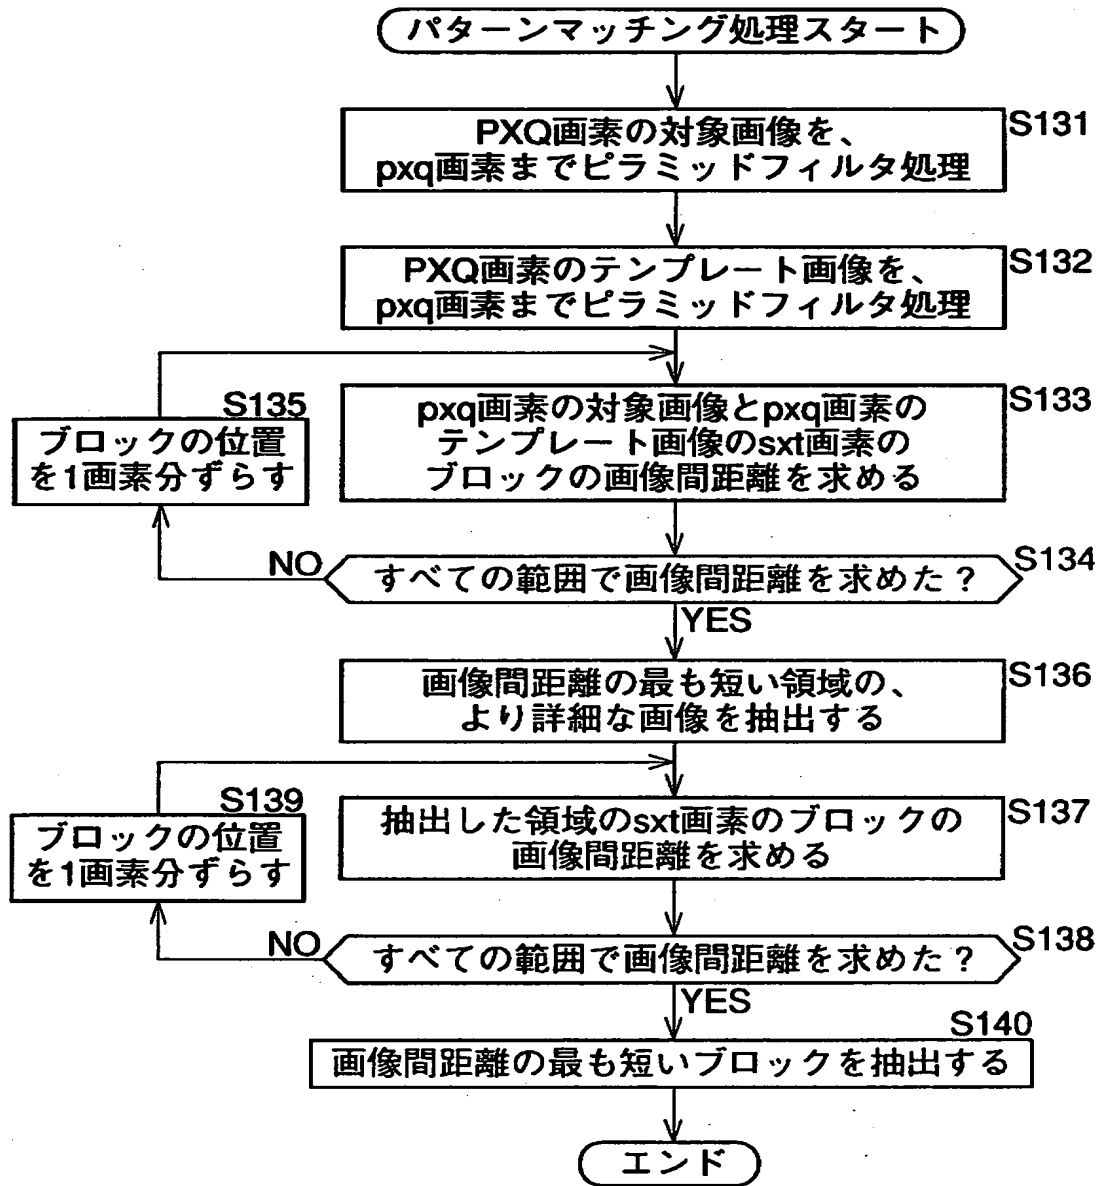 パターンマッチング処理スタート
S131
PXQ画素の対象画像を、
pxq画素までピラミッドフィルタ処理
S132
PXQ画素のテンプレート画像を、
pxq画素までピラミッドフィルタ処理
S133
pxq画素の対象画像とpxq画素の
テンプレート画像のsxt画素の
ブロックの画像間距離を求める
S135
ブロックの位置
を1画素分ずらす
S134
NO
すべての範囲で画像間距離を求めた？
YES
S136
画像間距離の最も短い領域の、
より詳細な画像を抽出する
S137
抽出した領域のsxt画素のブロックの
画像間距離を求める
S139
ブロックの位置
を1画素分ずらす
S138
NO
すべての範囲で画像間距離を求めた？
YES
S140
画像間距離の最も短いブロックを抽出する
エンド